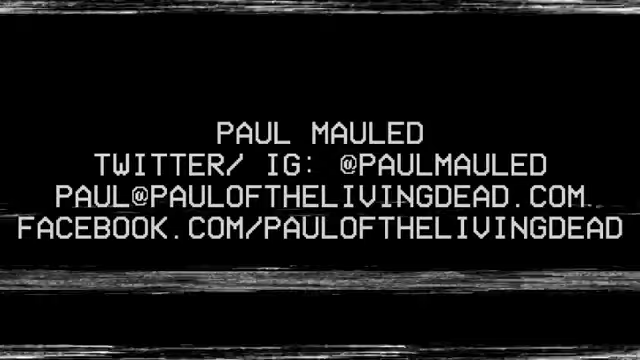 PAUL MAULED
TWITTER/ IG: @PAULMAULED
PAUL@PAULOFTHELIVINGDEAD.COM
FACEBOOK.COM/PAULOFTHELIVINGDEAD